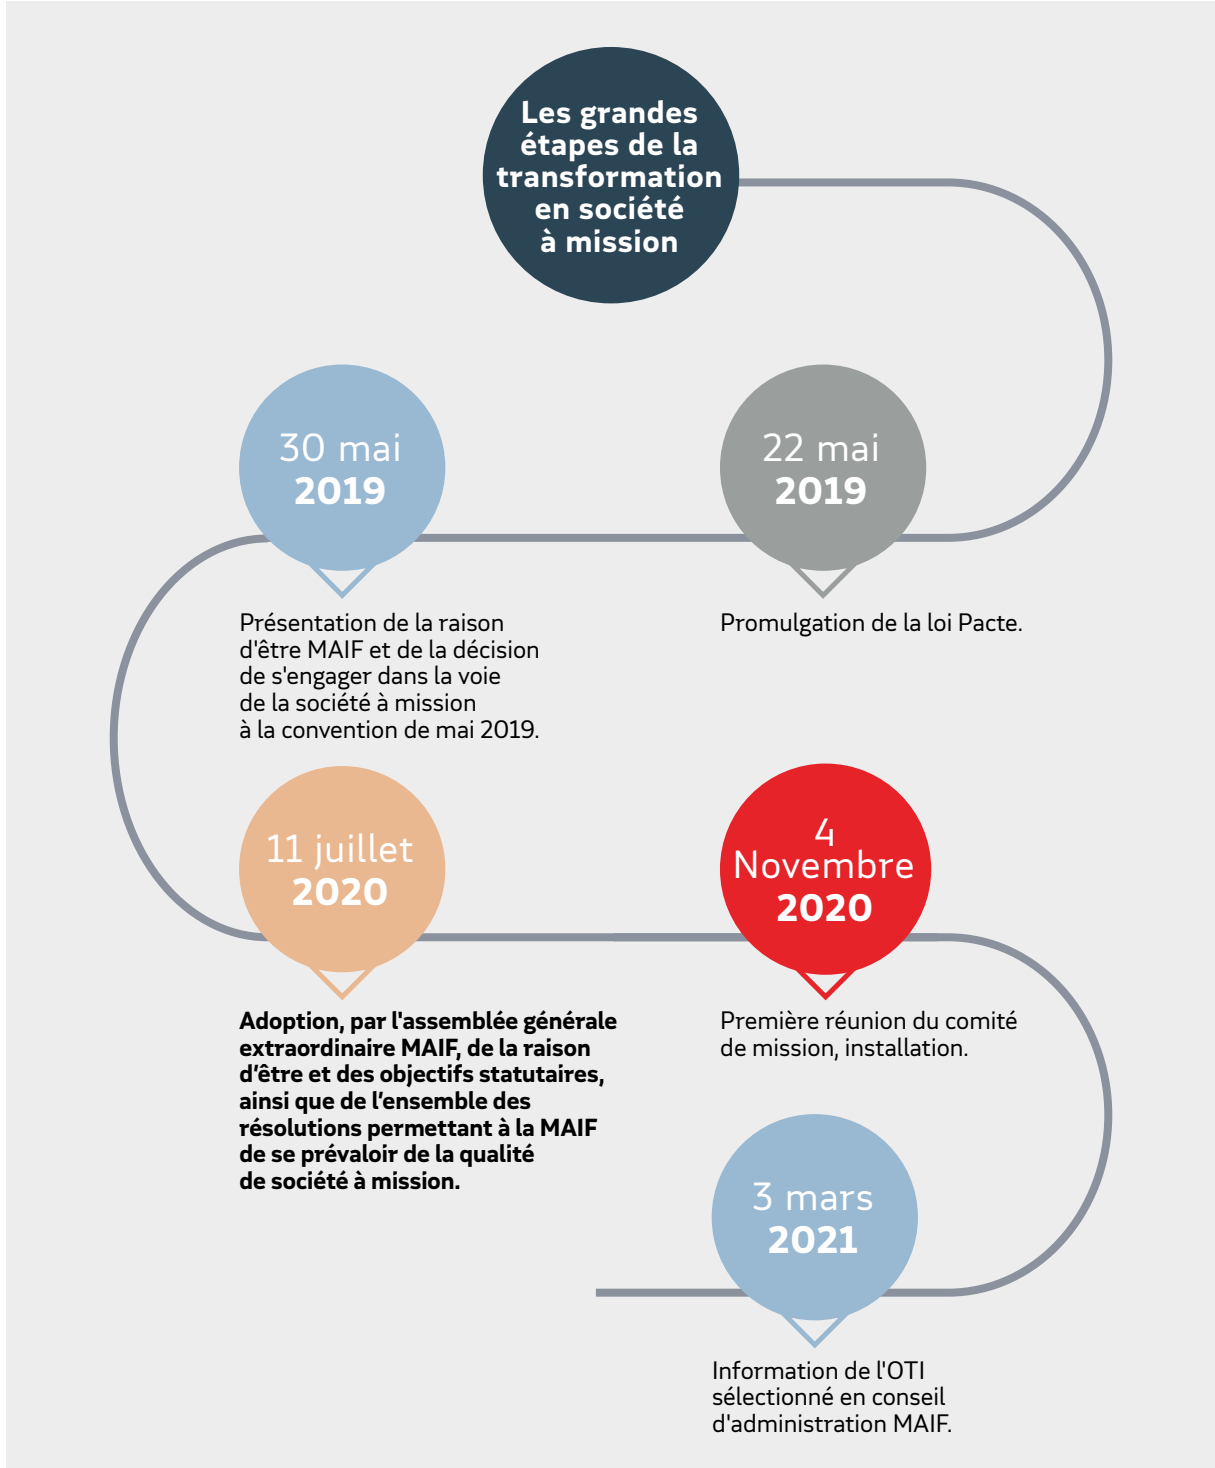 Les grandes
étapes de la
transformation
en société
à mission
22 mai
2019
Promulgation de la loi Pacte.
30 mai
2019
Présentation de la raison
d'être MAIF et de la décision
de s'engager dans la voie
de la société à mission
à la convention de mai 2019.
11 juillet
2020
Adoption, par l'assemblée générale
extraordinaire MAIF, de la raison
d’être et des objectifs statutaires,
ainsi que de l’ensemble des
résolutions permettant à la MAIF
de se prévaloir de la qualité
de société à mission.
4
Novembre
2020
Première réunion du comité
de mission, installation.
3 mars
2021
Information de l'OTI
sélectionné en conseil
d'administration MAIF.